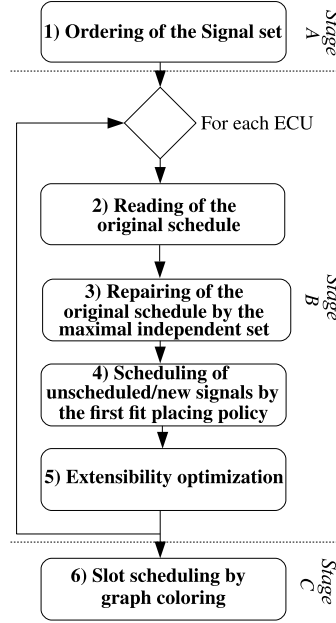 1) Ordering of the Signal set
Stage
A
For each ECU
2) Reading of the
original schedule
Stage
B
3) Repairing of the
original schedule by the
maximal independent set
4) Scheduling of
unscheduled/new signals by
the first fit placing policy
5) Extensibility optimization
6) Slot scheduling by
graph coloring
Stage
C